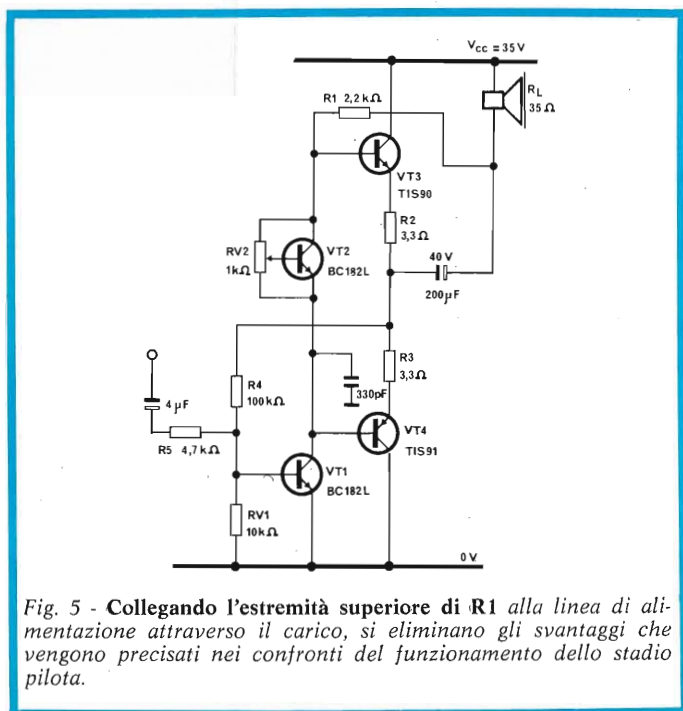 Vcc = 35 V
R1 2,2 kΩ
RL
35 Ω
VT3
TIS90
R2
3,3 Ω
RV2
1kΩ
VT2
BC182L
40 V
200µF
R3
3,3 Ω
R4
100 kΩ
330pF
4 µF
R5 4,7 kΩ
VT4
TIS91
VT1
BC182L
RV1
10kΩ
0 V
Fig. 5 - Collegando l'estremità superiore di R1 alla linea di ali-
mentazione attraverso il carico, si eliminano gli svantaggi che
vengono precisati nei confronti del funzionamento dello stadio
pilota.